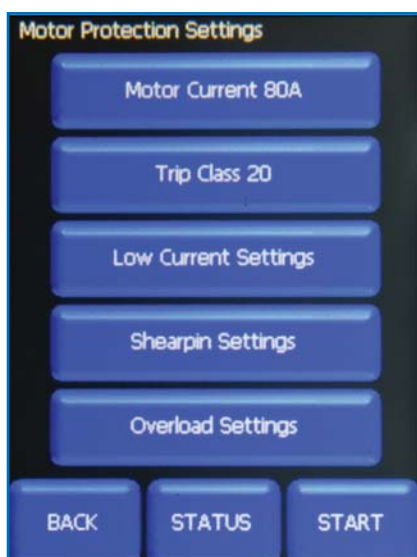 Motor Protection Settings
Motor Current 80A
Trip Class 20
Low Current Settings
Shearpin Settings
Overload Settings
BACK STATUS START